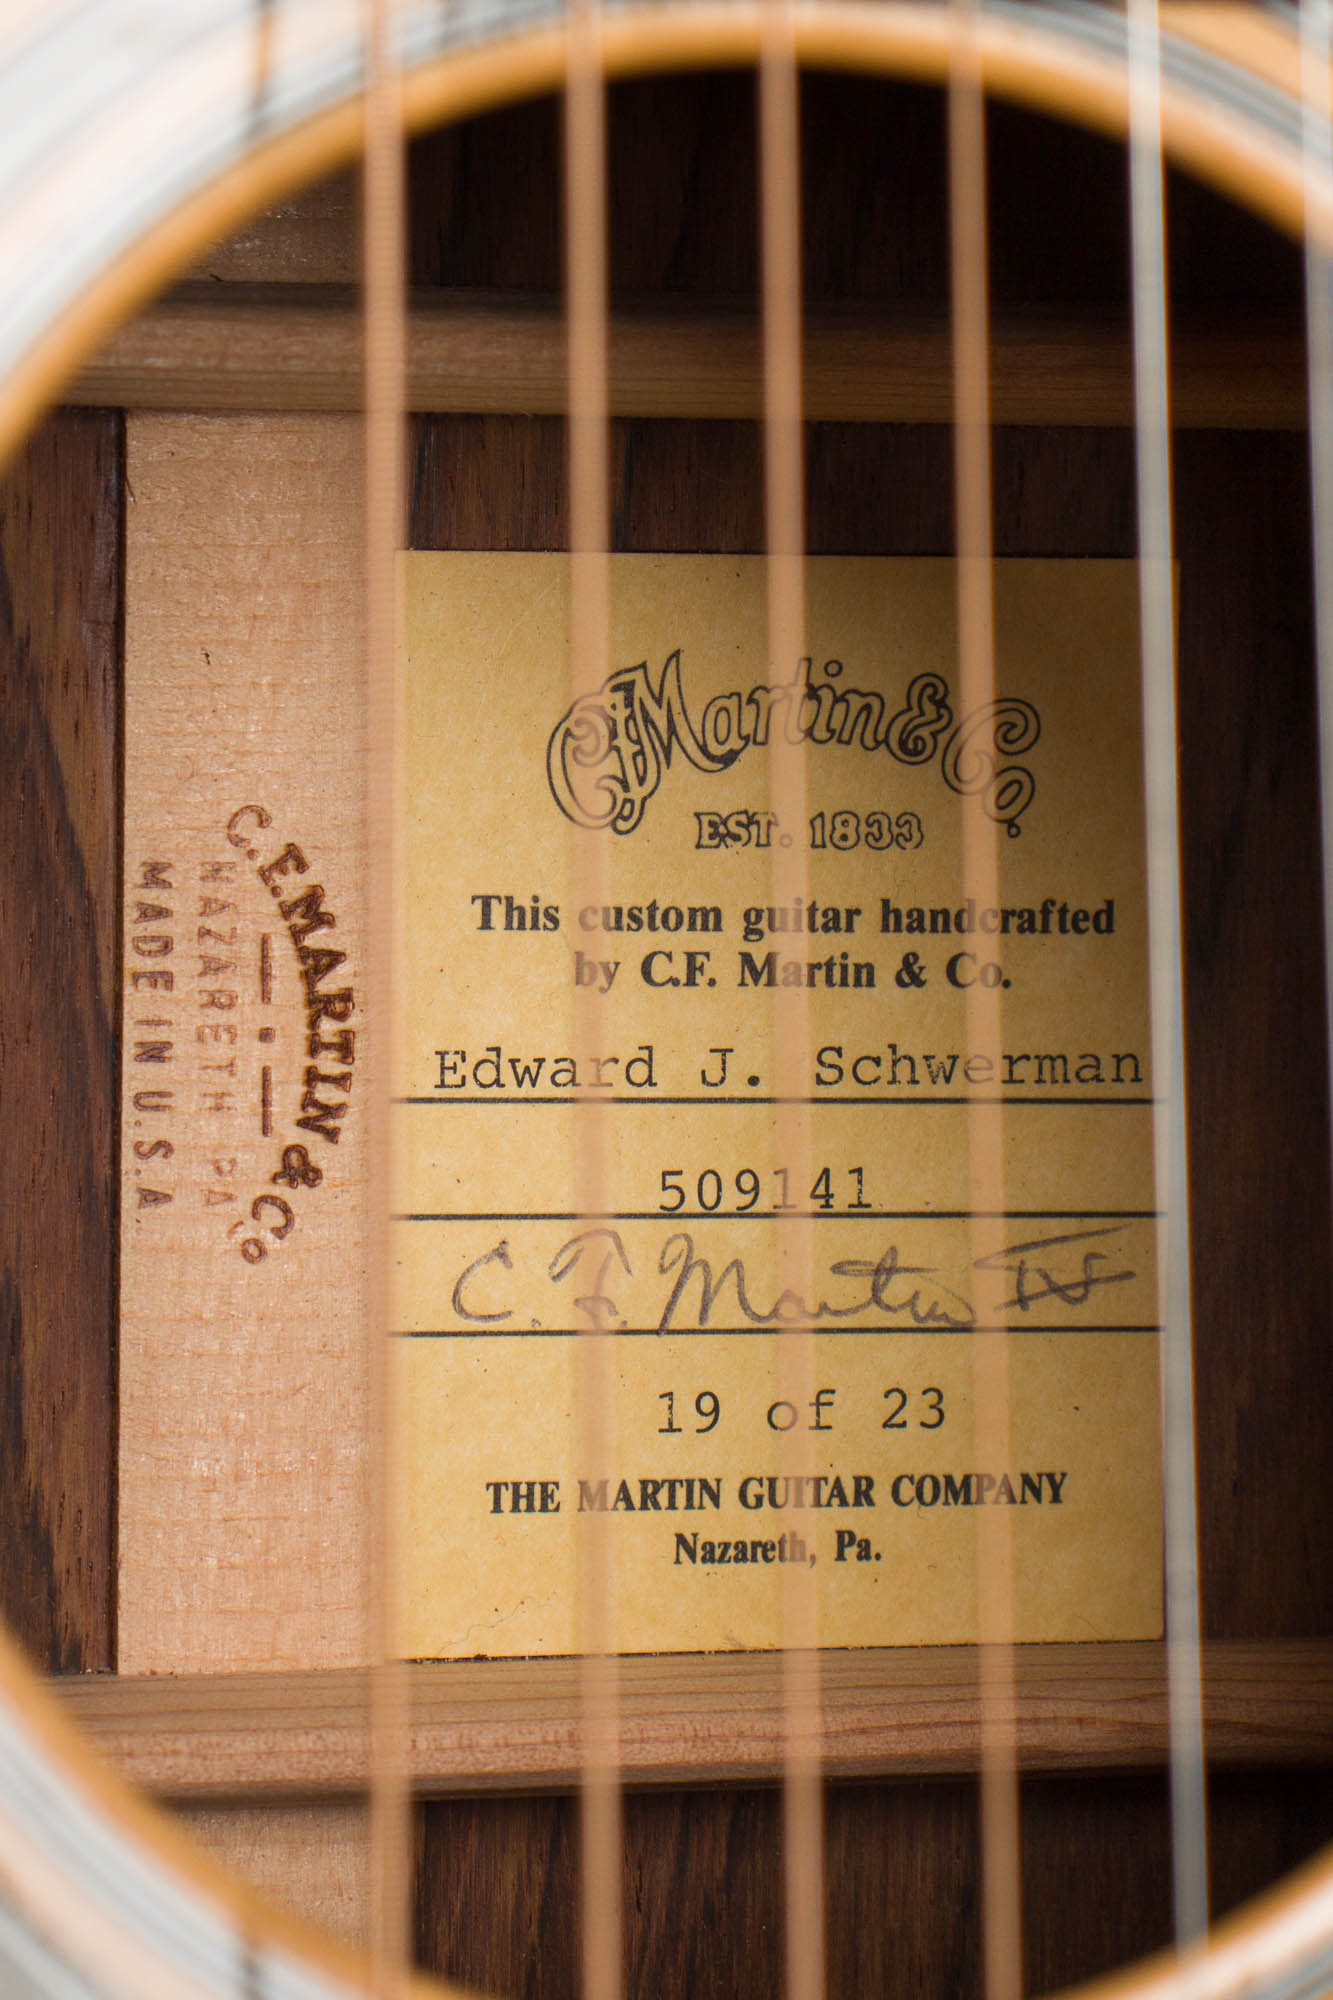 C.F. MARTIN & Co
NAZARETH PA
MADE IN U.S.A.
CF Martin & Co.
EST. 1833
This custom guitar handcrafted
by C.F. Martin & Co.
Edward J. Schwerman
509141
C. F. Martin IV
19 of 23
THE MARTIN GUITAR COMPANY
Nazareth, Pa.